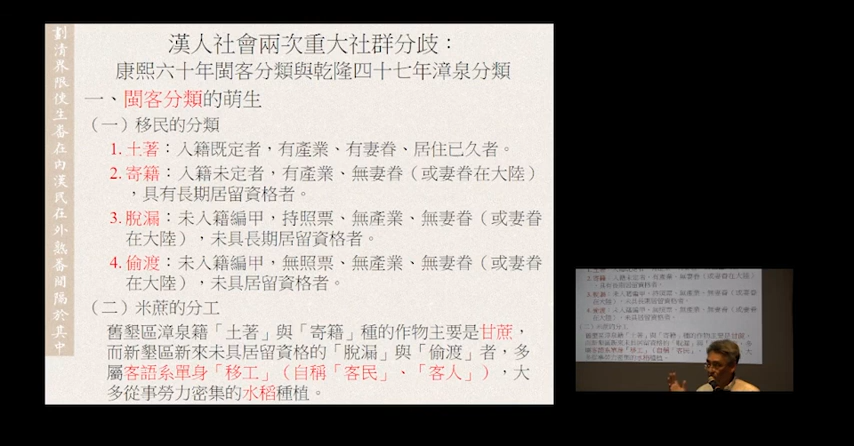 劃清界限使生番在內漢民在外熟番間隔於其中
漢人社會兩次重大社群分歧：
康熙六十年閩客分類與乾隆四十七年漳泉分類
一、閩客分類的萌生
（一）移民的分類
1. 土著：入籍既定者，有產業、有妻眷、居住已久者。
2. 寄籍：入籍未定者，有產業、無妻眷（或妻眷在大陸）
，具有長期居留資格者。
3. 脫漏：未入籍編甲，持照票、無產業、無妻眷（或妻眷
在大陸），未具長期居留資格者。
4. 偷渡：未入籍編甲，無照票、無產業、無妻眷（或妻眷
在大陸），未具居留資格者。
（二）米蔗的分工
舊墾區漳泉籍「土著」與「寄籍」種的作物主要是甘蔗，
而新墾區新來未具居留資格的「脫漏」與「偷渡」者，多
屬客語系單身「移工」（自稱「客民」、「客人」），大
多從事勞力密集的水稻種植。